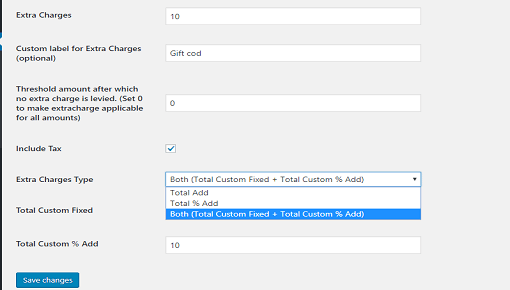 Extra Charges
10
Custom label for Extra Charges
(optional)
Gift cod
Threshold amount after which
no extra charge is levied. (Set 0
to make extracharge applicable
for all amounts)
0
Include Tax
Extra Charges Type
Both (Total Custom Fixed + Total Custom % Add)
Total Add
Total % Add
Both (Total Custom Fixed + Total Custom % Add)
Total Custom Fixed
Total Custom % Add
10
Save changes